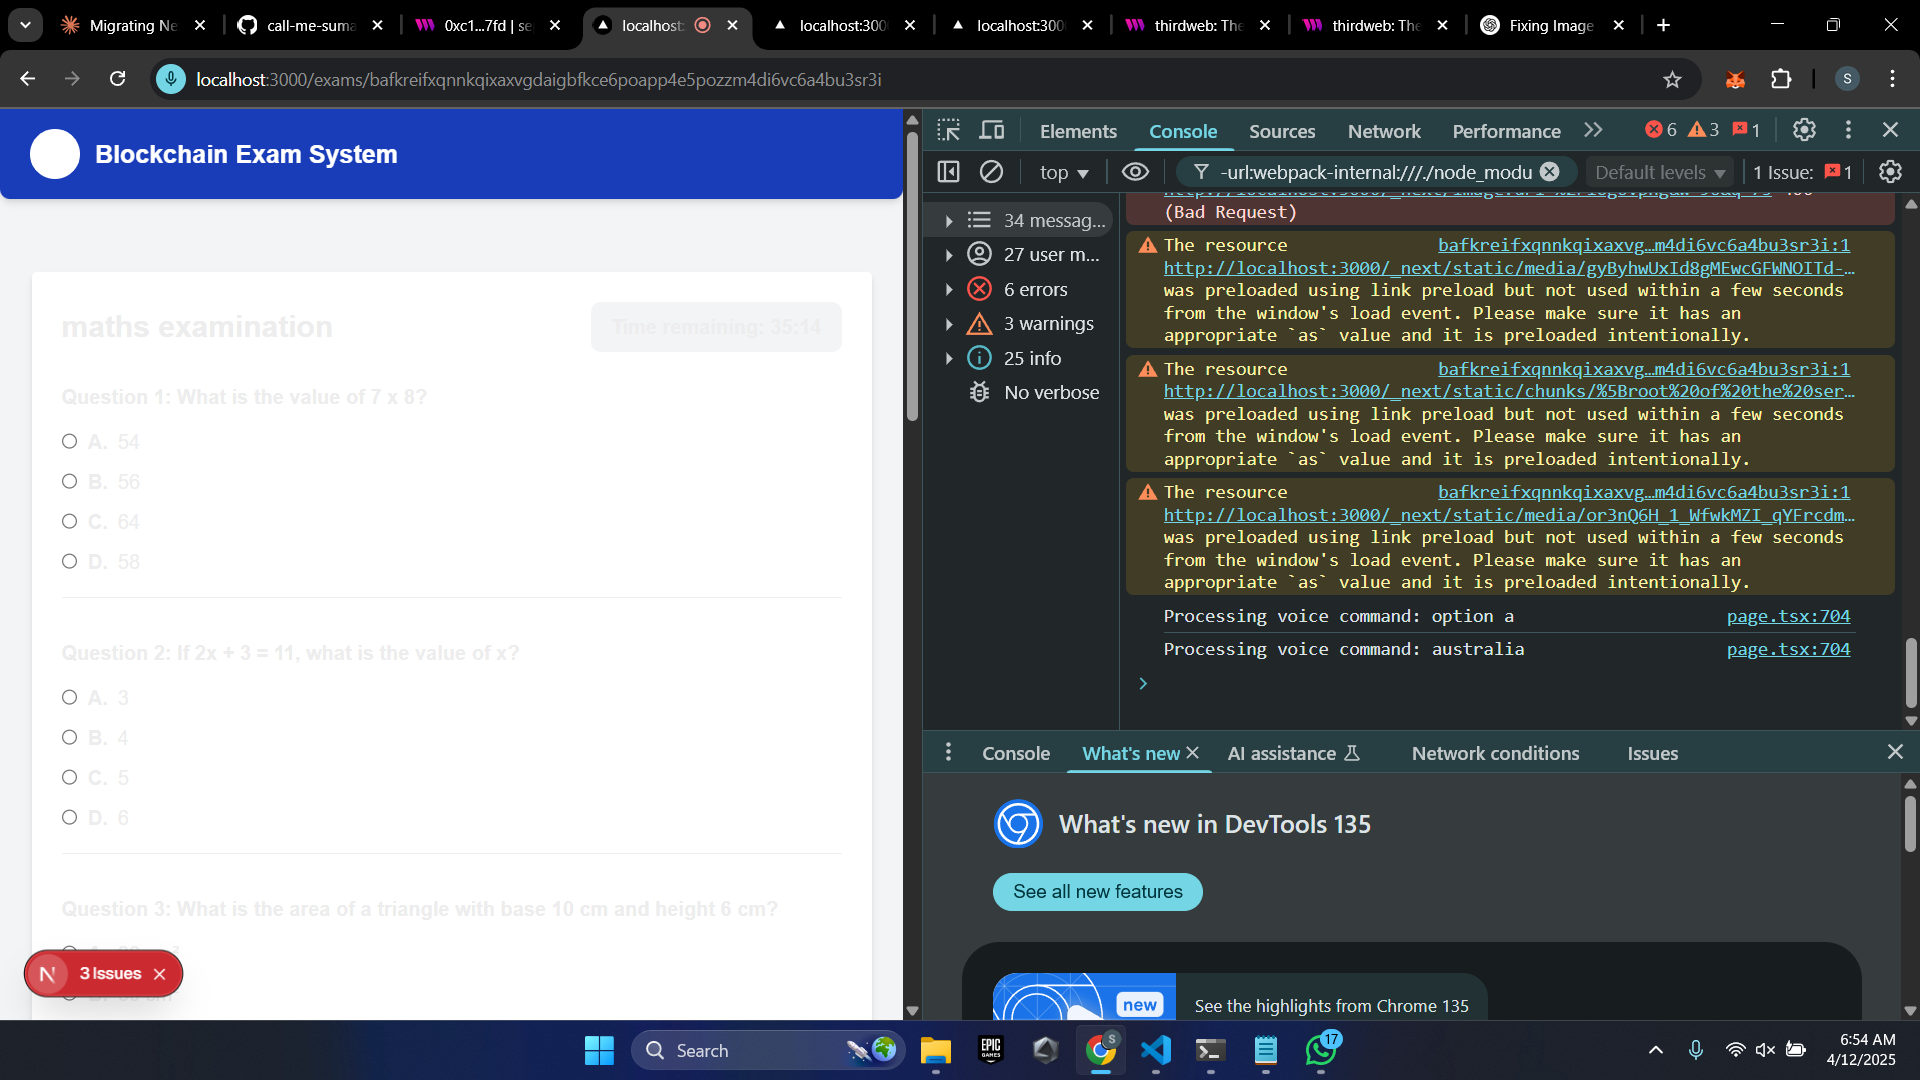 Migrating Ne
call-me-suma
0xc1...7fd | se
localhost:
localhost:300
localhost:300
thirdweb: The
thirdweb: The
Fixing Image
localhost:3000/exams/bafkreifxqnnkqixaxvgdaigbfkce6poapp4e5pozzm4di6vc6a4bu3sr3i
S
Blockchain Exam System
maths examination
Time remaining: 35:14
Question 1: What is the value of 7 x 8?
A. 54
B. 56
C. 64
D. 58
Question 2: If 2x + 3 = 11, what is the value of x?
A. 3
B. 4
C. 5
D. 6
Question 3: What is the area of a triangle with base 10 cm and height 6 cm?
N 3 Issues
Elements
Console
Sources
Network
Performance
6
3
1
top
-url:webpack-internal:///./node_modu
Default levels
1 Issue: 1
34 messag...
27 user m...
6 errors
3 warnings
25 info
No verbose
(Bad Request)
The resource bafkreifxqnnkqixaxvg…m4di6vc6a4bu3sr3i:1
http://localhost:3000/_next/static/media/gyByhwUxId8gMEwcGFWNOITd-…
was preloaded using link preload but not used within a few seconds
from the window's load event. Please make sure it has an
appropriate `as` value and it is preloaded intentionally.
The resource bafkreifxqnnkqixaxvg…m4di6vc6a4bu3sr3i:1
http://localhost:3000/_next/static/chunks/%5Broot%20of%20the%20ser…
was preloaded using link preload but not used within a few seconds
from the window's load event. Please make sure it has an
appropriate `as` value and it is preloaded intentionally.
The resource bafkreifxqnnkqixaxvg…m4di6vc6a4bu3sr3i:1
http://localhost:3000/_next/static/media/or3nQ6H_1_WfwkMZI_qYFrcdm…
was preloaded using link preload but not used within a few seconds
from the window's load event. Please make sure it has an
appropriate `as` value and it is preloaded intentionally.
Processing voice command: option a page.tsx:704
Processing voice command: australia page.tsx:704
Console
What's new
AI assistance
Network conditions
Issues
What's new in DevTools 135
See all new features
new
See the highlights from Chrome 135
Search
EPIC GAMES
S
17
6:54 AM
4/12/2025